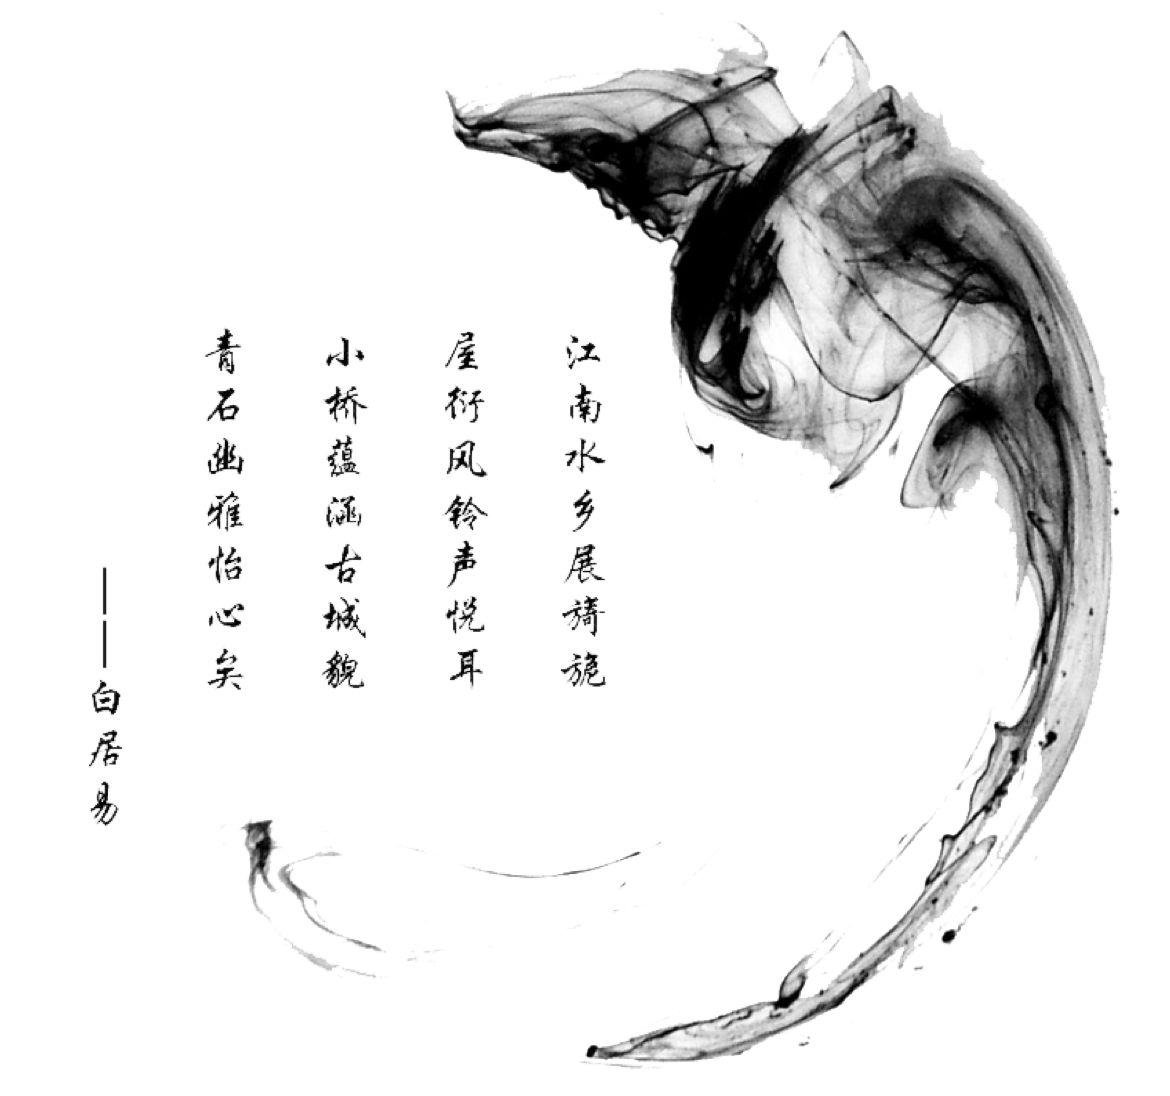 江南水乡展旖旎
屋衍风铃声悦耳
小桥蕴涵古城貌
青石幽雅怡心矣
——白居易